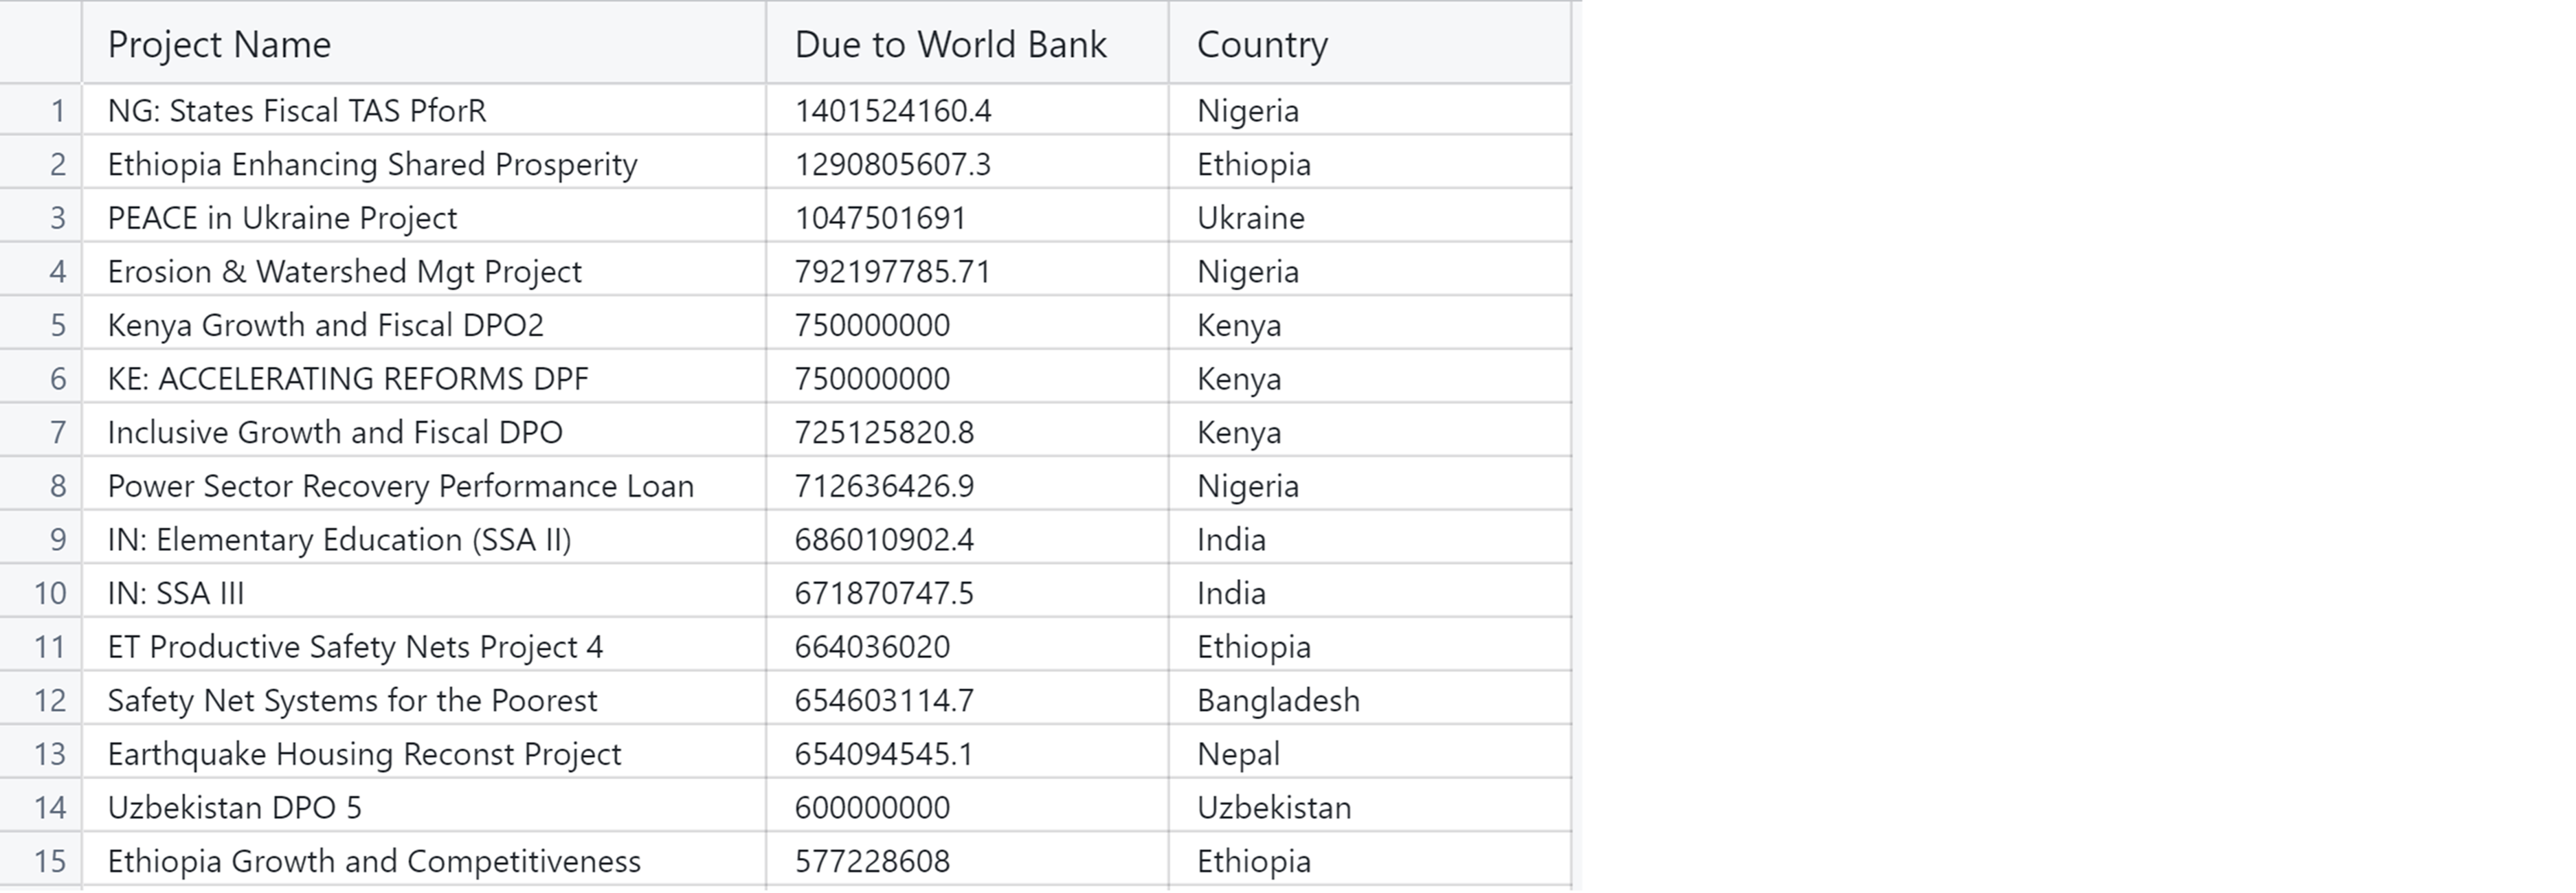 Project Name Due to World Bank Country
1 NG: States Fiscal TAS PforR 1401524160.4 Nigeria
2 Ethiopia Enhancing Shared Prosperity 1290805607.3 Ethiopia
3 PEACE in Ukraine Project 1047501691 Ukraine
4 Erosion & Watershed Mgt Project 792197785.71 Nigeria
5 Kenya Growth and Fiscal DPO2 750000000 Kenya
6 KE: ACCELERATING REFORMS DPF 750000000 Kenya
7 Inclusive Growth and Fiscal DPO 725125820.8 Kenya
8 Power Sector Recovery Performance Loan 712636426.9 Nigeria
9 IN: Elementary Education (SSA II) 686010902.4 India
10 IN: SSA III 671870747.5 India
11 ET Productive Safety Nets Project 4 664036020 Ethiopia
12 Safety Net Systems for the Poorest 654603114.7 Bangladesh
13 Earthquake Housing Reconst Project 654094545.1 Nepal
14 Uzbekistan DPO 5 600000000 Uzbekistan
15 Ethiopia Growth and Competitiveness 577228608 Ethiopia